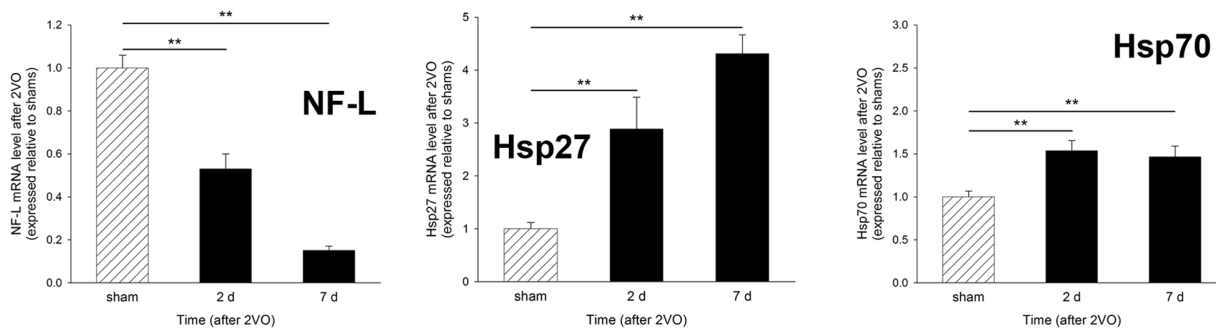 NF-L mRNA level after 2VO
(expressed relative to shams)
1.2
1.0
0.8
0.6
0.4
0.2
0.0
**
**
NF-L
sham
2 d
7 d
Time (after 2VO)
Hsp27 mRNA level after 2VO
(expressed relative to shams)
5
4
3
2
1
0
**
**
Hsp27
sham
2 d
7 d
Time (after 2VO)
Hsp70 mRNA level after 2VO
(expressed relative to shams)
3.0
2.5
2.0
1.5
1.0
0.5
0.0
Hsp70
**
**
sham
2 d
7 d
Time (after 2VO)